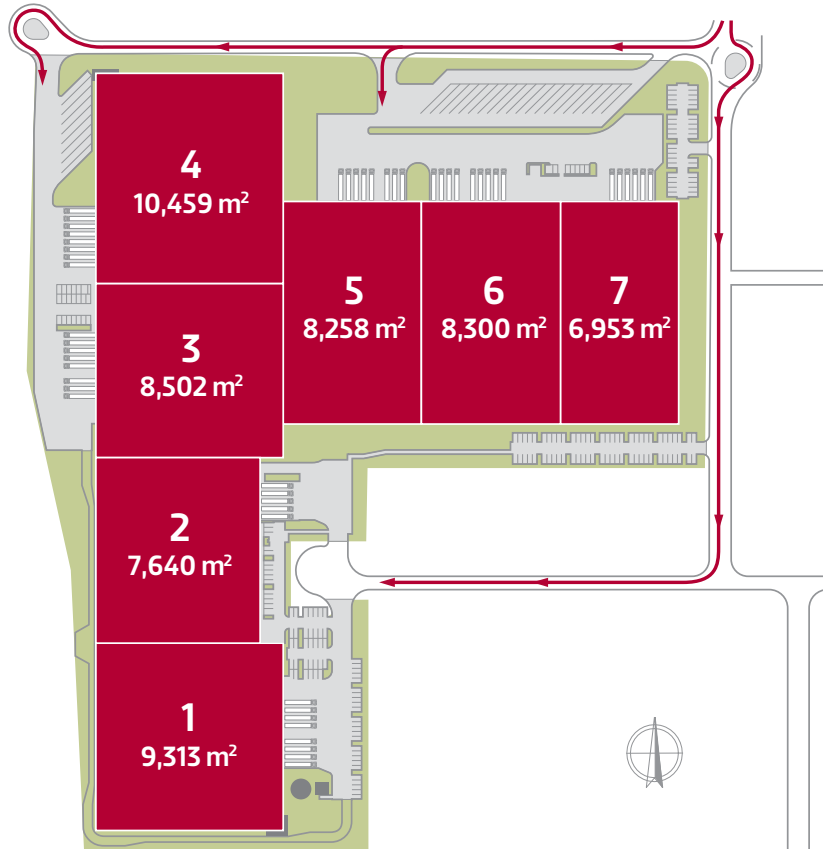 4
10,459 m²
5
8,258 m²
6
8,300 m²
7
6,953 m²
3
8,502 m²
2
7,640 m²
1
9,313 m²